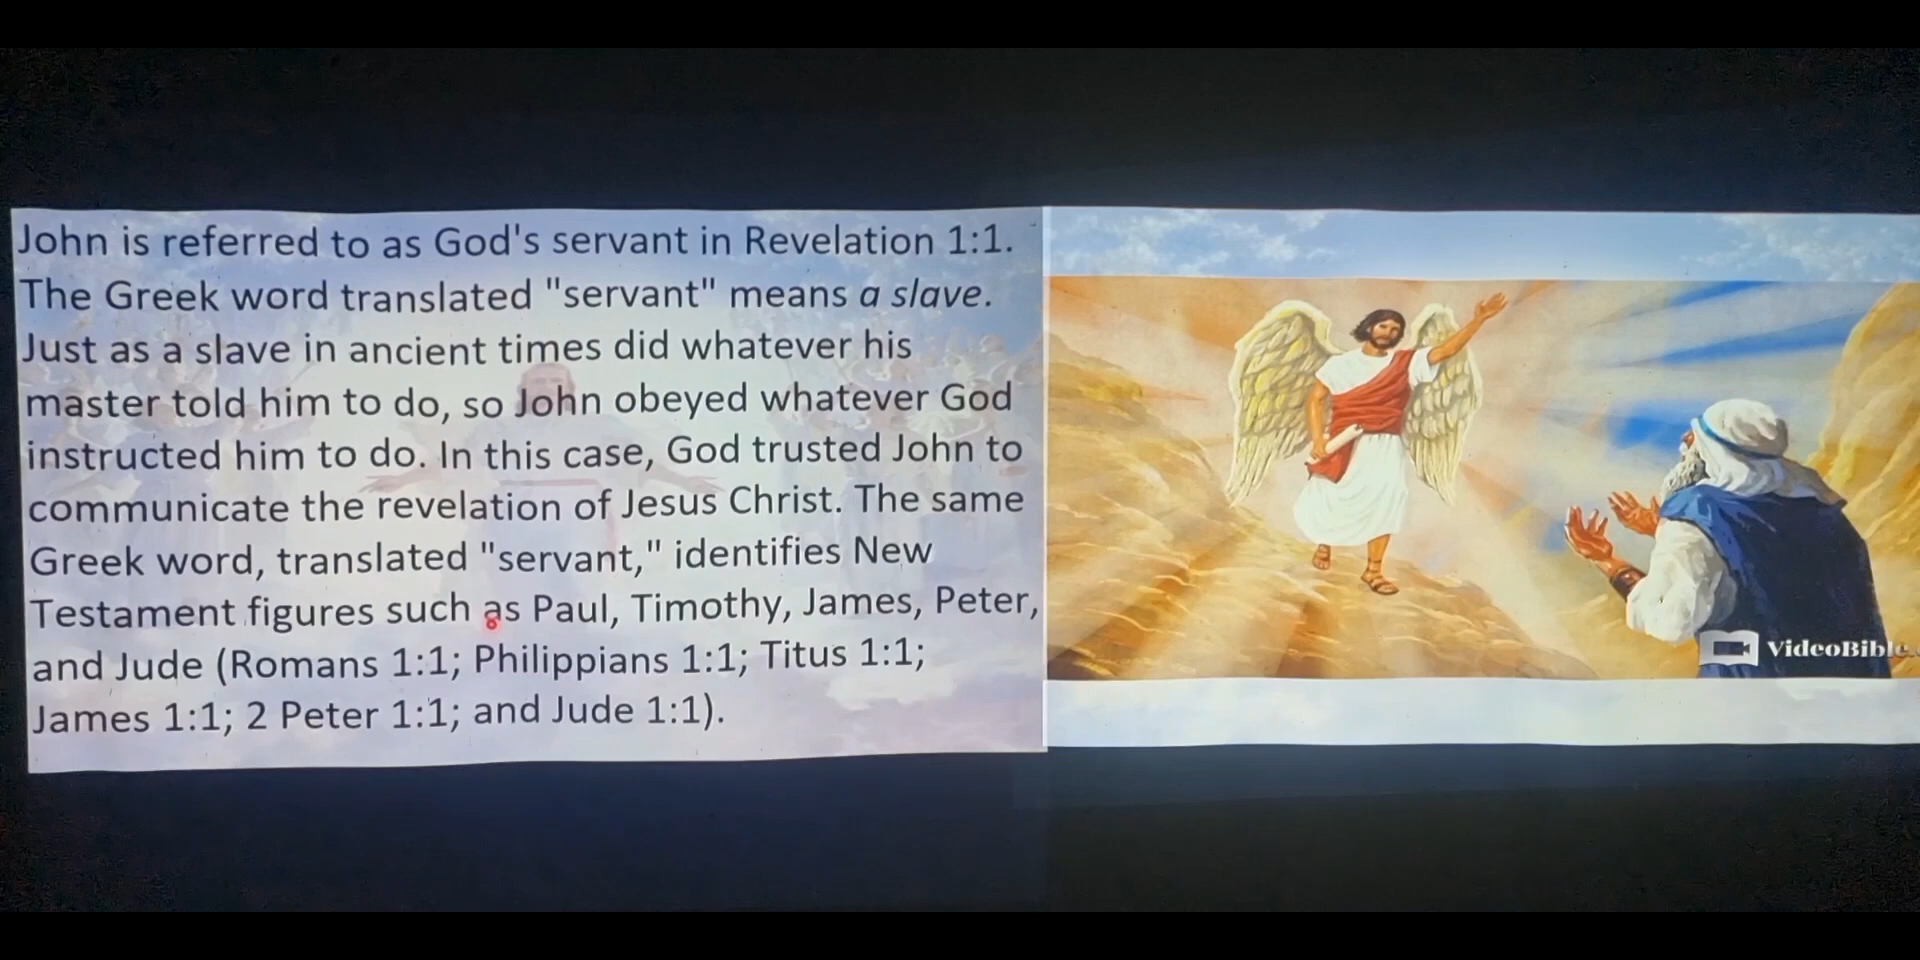 John is referred to as God's servant in Revelation 1:1.
The Greek word translated "servant" means a slave.
Just as a slave in ancient times did whatever his
master told him to do, so John obeyed whatever God
instructed him to do. In this case, God trusted John to
communicate the revelation of Jesus Christ. The same
Greek word, translated "servant," identifies New
Testament figures such as Paul, Timothy, James, Peter,
and Jude (Romans 1:1; Philippians 1:1; Titus 1:1;
James 1:1; 2 Peter 1:1; and Jude 1:1).
VideoBible.